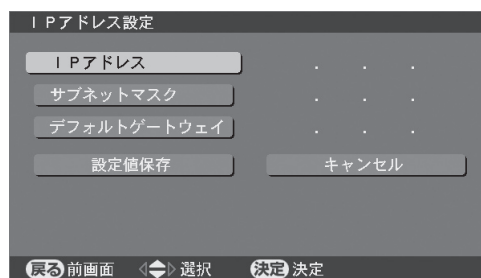 ＩＰアドレス設定
ＩＰアドレス . . .
サブネットマスク . . .
デフォルトゲートウェイ . . .
設定値保存 キャンセル
戻る 前画面 選択 決定 決定